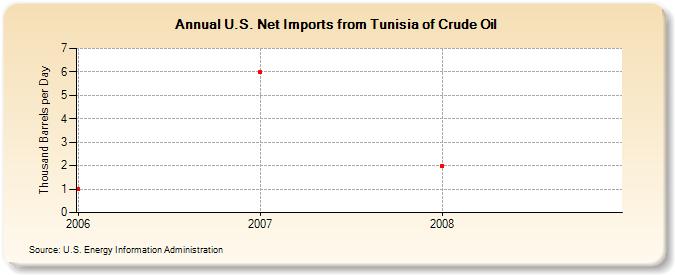 Annual U.S. Net Imports from Tunisia of Crude Oil
Thousand Barrels per Day
7
6
5
4
3
2
1
0
2006 2007 2008
Source: U.S. Energy Information Administration